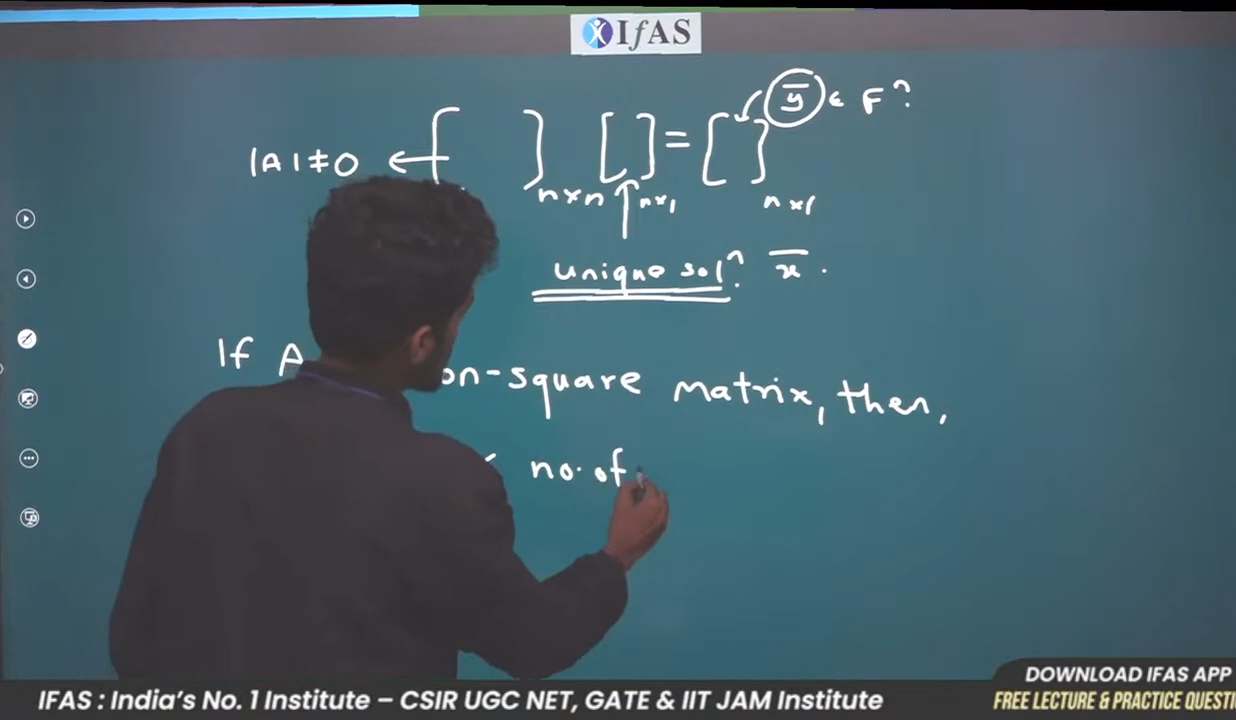 IfAS
|A|≠0 ← [ ]n×n [ ]n×1 = [ ]n×1 ȳ ∈ F^n?
unique sol^n? x̄.
If A on-square matrix, then,
< no. of
DOWNLOAD IFAS APP
IFAS : India's No. 1 Institute – CSIR UGC NET, GATE & IIT JAM Institute
FREE LECTURE & PRACTICE QUESTI